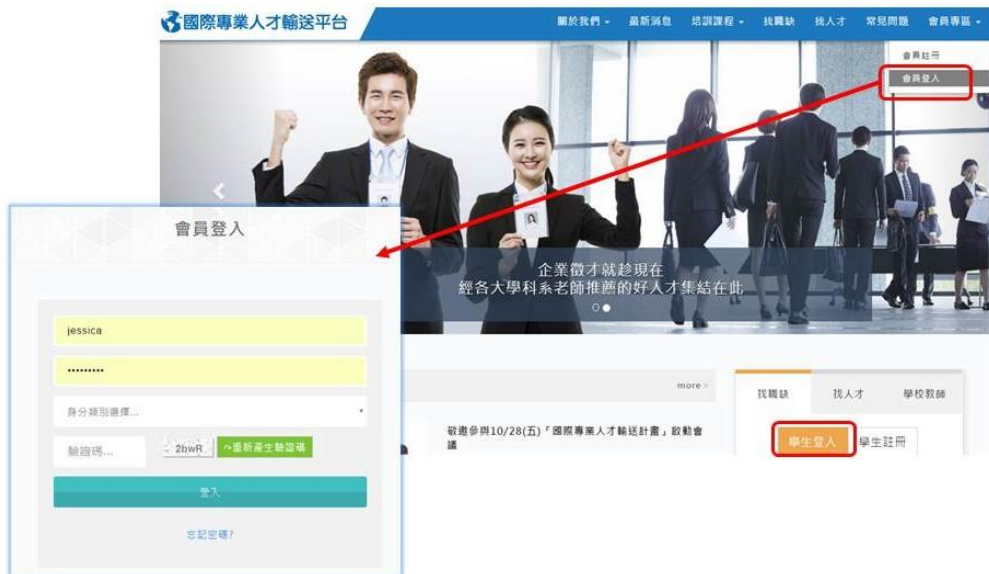 國際專業人才輸送平台
關於我們 最新消息 培訓課程 找職缺 找人才 常見問題 會員專區
會員註冊
會員登入
企業徵才就趁現在
經各大學科系老師推薦的好人才集結在此
會員登入
jessica
•••••••••
身分類別選擇...
驗證碼... 2bwR 重新產生驗證碼
登入
忘記密碼?
more >
敬邀參與10/28(五)「國際專業人才輸送計畫」啟動會
議
找職缺 找人才 學校教師
學生登入 學生註冊